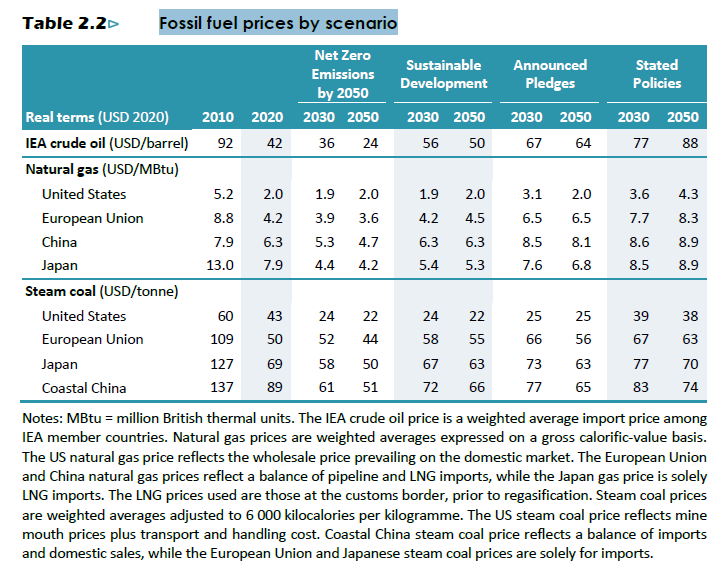 Table 2.2▷ Fossil fuel prices by scenario
Net Zero Emissions by 2050 Sustainable Development Announced Pledges Stated Policies
Real terms (USD 2020) 2010 2020 2030 2050 2030 2050 2030 2050 2030 2050
IEA crude oil (USD/barrel) 92 42 36 24 56 50 67 64 77 88
Natural gas (USD/MBtu)
United States 5.2 2.0 1.9 2.0 1.9 2.0 3.1 2.0 3.6 4.3
European Union 8.8 4.2 3.9 3.6 4.2 4.5 6.5 6.5 7.7 8.3
China 7.9 6.3 5.3 4.7 6.3 6.3 8.5 8.1 8.6 8.9
Japan 13.0 7.9 4.4 4.2 5.4 5.3 7.6 6.8 8.5 8.9
Steam coal (USD/tonne)
United States 60 43 24 22 24 22 25 25 39 38
European Union 109 50 52 44 58 55 66 56 67 63
Japan 127 69 58 50 67 63 73 63 77 70
Coastal China 137 89 61 51 72 66 77 65 83 74
Notes: MBtu = million British thermal units. The IEA crude oil price is a weighted average import price among
IEA member countries. Natural gas prices are weighted averages expressed on a gross calorific-value basis.
The US natural gas price reflects the wholesale price prevailing on the domestic market. The European Union
and China natural gas prices reflect a balance of pipeline and LNG imports, while the Japan gas price is solely
LNG imports. The LNG prices used are those at the customs border, prior to regasification. Steam coal prices
are weighted averages adjusted to 6 000 kilocalories per kilogramme. The US steam coal price reflects mine
mouth prices plus transport and handling cost. Coastal China steam coal price reflects a balance of imports
and domestic sales, while the European Union and Japanese steam coal prices are solely for imports.